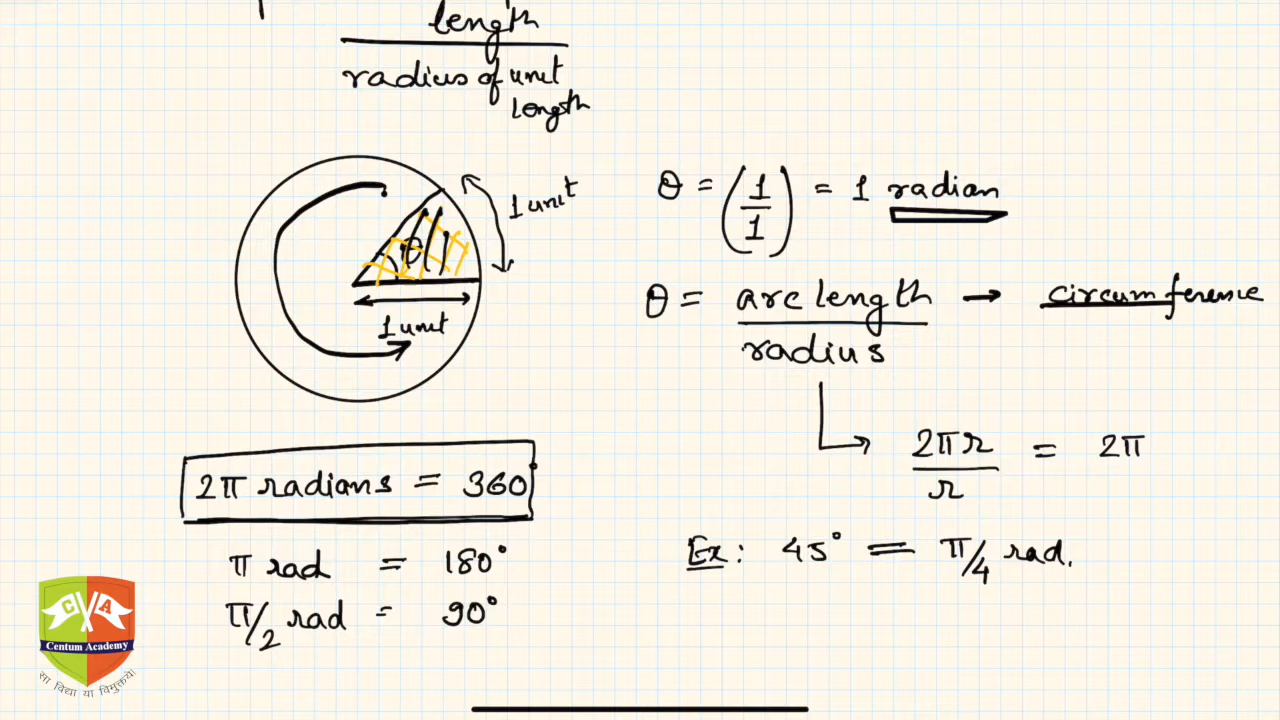 length
radius of unit
length
1 unit
θ
1 unit
θ = (1/1) = 1 radian
θ = arc length / radius → circumference
2πr / r = 2π
2π radians = 360°
π rad = 180°
π/2 rad = 90°
Ex: 45° = π/4 rad.
C A
Centum Academy
सा विद्या या विमुक्तये।